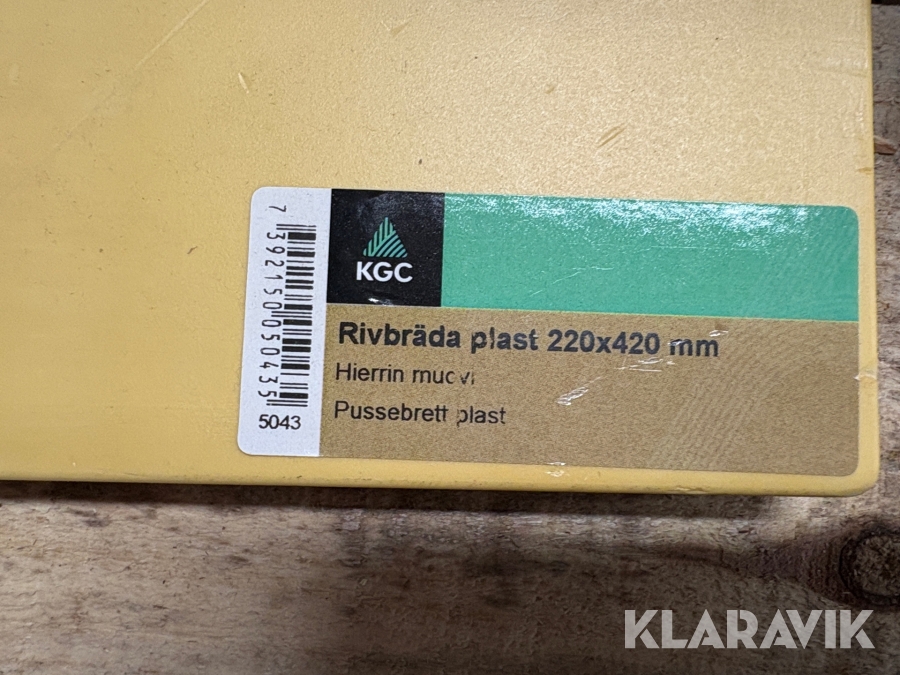 7 392150 050435
5043
KGC
Rivbräda plast 220x420 mm
Hierrin muovi
Pussebrett plast
KLARAVIK